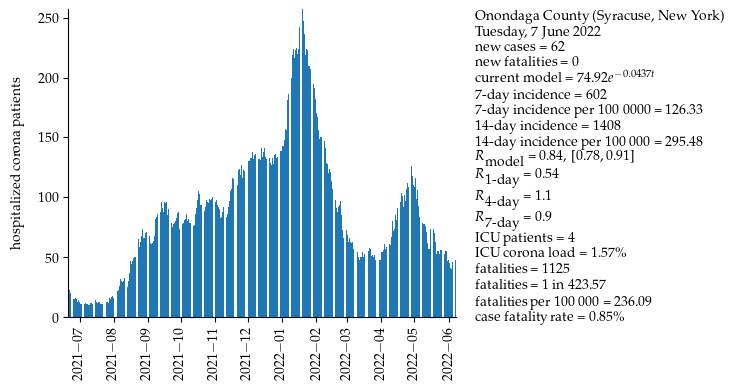 Onondaga County (Syracuse, New York)
Tuesday, 7 June 2022
new cases = 62
new fatalities = 0
current model = 74.92e^{−0.0437t}
7-day incidence = 602
7-day incidence per 100 0000 = 126.33
14-day incidence = 1408
14-day incidence per 100 000 = 295.48
R_model = 0.84, [0.78, 0.91]
R_1-day = 0.54
R_4-day = 1.1
R_7-day = 0.9
ICU patients = 4
ICU corona load = 1.57%
fatalities = 1125
fatalities = 1 in 423.57
fatalities per 100 000 = 236.09
case fatality rate = 0.85%
hospitalized corona patients
250
200
150
100
50
0
2021−07
2021−08
2021−09
2021−10
2021−11
2021−12
2022−01
2022−02
2022−03
2022−04
2022−05
2022−06